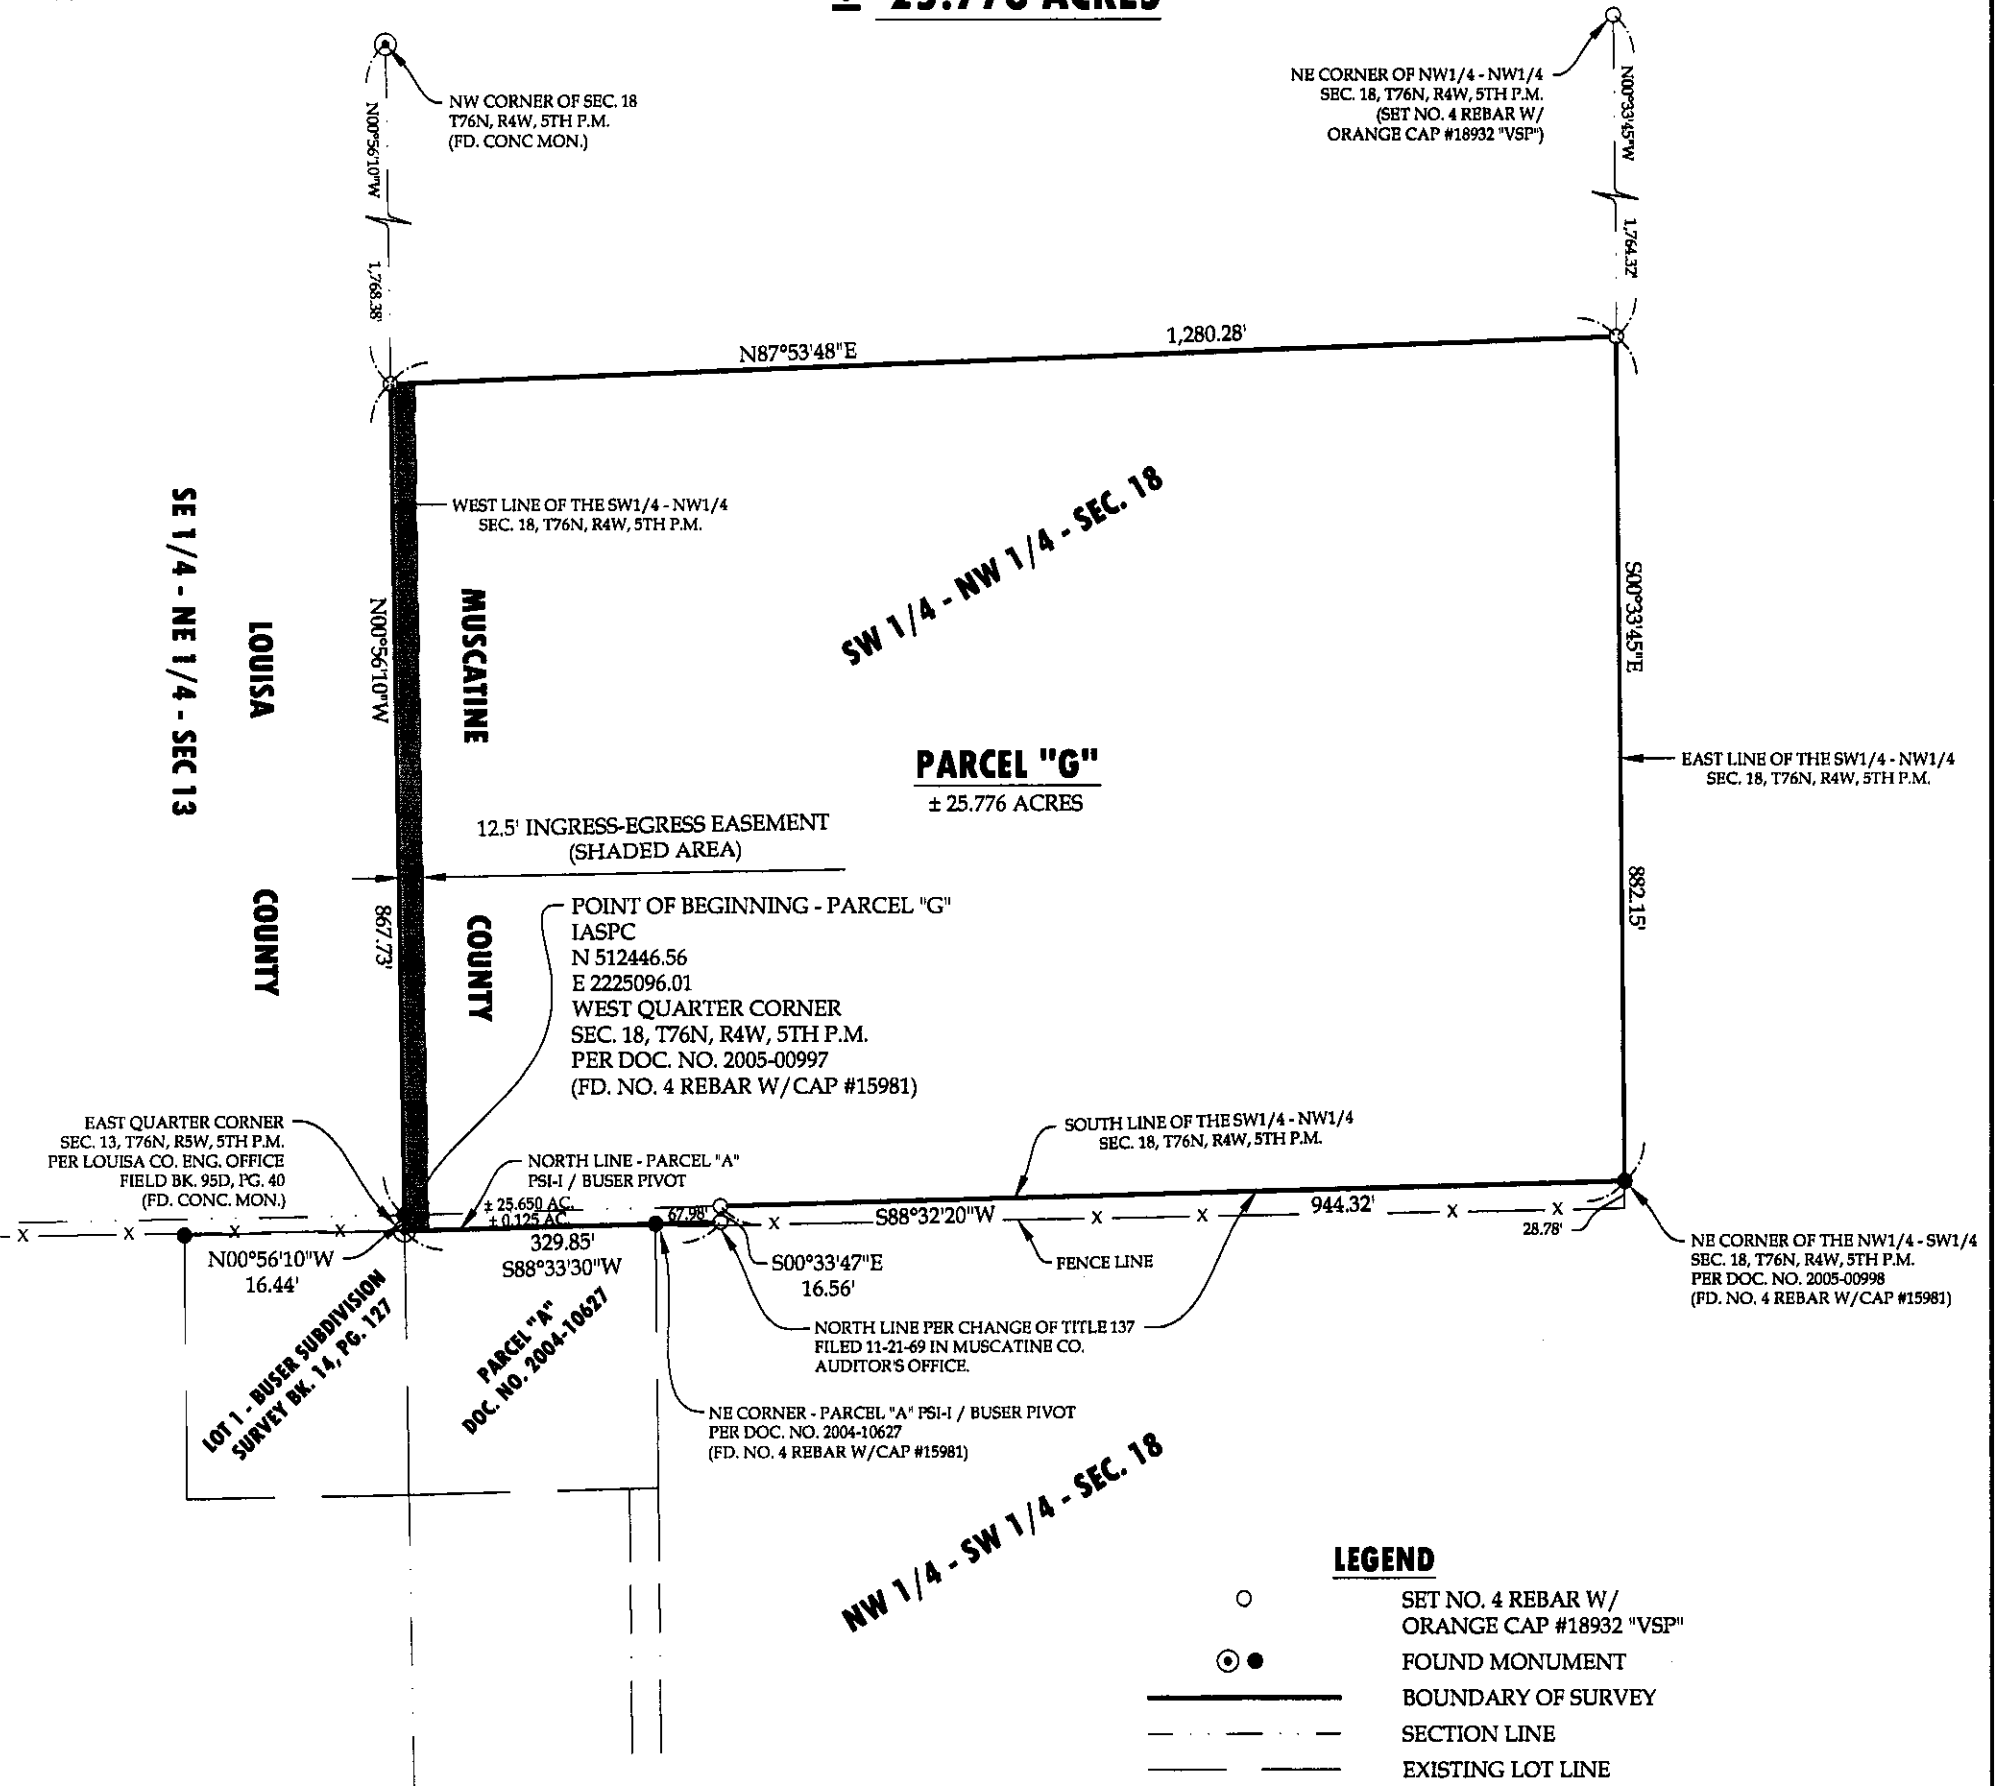 ± 25.776 ACRES
NW CORNER OF SEC. 18
T76N, R4W, 5TH P.M.
(FD. CONC MON.)
NE CORNER OF NW1/4 - NW1/4
SEC. 18, T76N, R4W, 5TH P.M.
(SET NO. 4 REBAR W/
ORANGE CAP #18932 "VSP")
N00°56'10"W
1,768.38'
N00°33'45"W
1,764.32'
N87°53'48"E
1,280.28'
WEST LINE OF THE SW1/4 - NW1/4
SEC. 18, T76N, R4W, 5TH P.M.
SW 1/4 - NW 1/4 - SEC. 18
SE 1/4 - NE 1/4 - SEC 13
LOUISA
COUNTY
N00°56'10"W
867.73'
MUSCATINE
COUNTY
S00°33'45"E
882.15'
PARCEL "G"
± 25.776 ACRES
EAST LINE OF THE SW1/4 - NW1/4
SEC. 18, T76N, R4W, 5TH P.M.
12.5' INGRESS-EGRESS EASEMENT
(SHADED AREA)
POINT OF BEGINNING - PARCEL "G"
IASPC
N 512446.56
E 2225096.01
WEST QUARTER CORNER
SEC. 18, T76N, R4W, 5TH P.M.
PER DOC. NO. 2005-00997
(FD. NO. 4 REBAR W/CAP #15981)
EAST QUARTER CORNER
SEC. 13, T76N, R5W, 5TH P.M.
PER LOUISA CO. ENG. OFFICE
FIELD BK. 95D, PG. 40
(FD. CONC. MON.)
SOUTH LINE OF THE SW1/4 - NW1/4
SEC. 18, T76N, R4W, 5TH P.M.
NORTH LINE - PARCEL "A"
PSI-I / BUSER PIVOT
± 25.650 AC.
± 0.125 AC.
67.98'
329.85'
S88°33'30"W
S88°32'20"W
944.32'
28.78'
X X X X X X X X X
N00°56'10"W
16.44'
S00°33'47"E
16.56'
FENCE LINE
NE CORNER OF THE NW1/4 - SW1/4
SEC. 18, T76N, R4W, 5TH P.M.
PER DOC. NO. 2005-00998
(FD. NO. 4 REBAR W/CAP #15981)
NORTH LINE PER CHANGE OF TITLE 137
FILED 11-21-69 IN MUSCATINE CO.
AUDITOR'S OFFICE.
LOT 1 - BUSER SUBDIVISION
SURVEY BK. 14, PG. 127
PARCEL "A"
DOC. NO. 2004-10627
NE CORNER - PARCEL "A" PSI-I / BUSER PIVOT
PER DOC. NO. 2004-10627
(FD. NO. 4 REBAR W/CAP #15981)
NW 1/4 - SW 1/4 - SEC. 18
LEGEND
SET NO. 4 REBAR W/
ORANGE CAP #18932 "VSP"
FOUND MONUMENT
BOUNDARY OF SURVEY
SECTION LINE
EXISTING LOT LINE